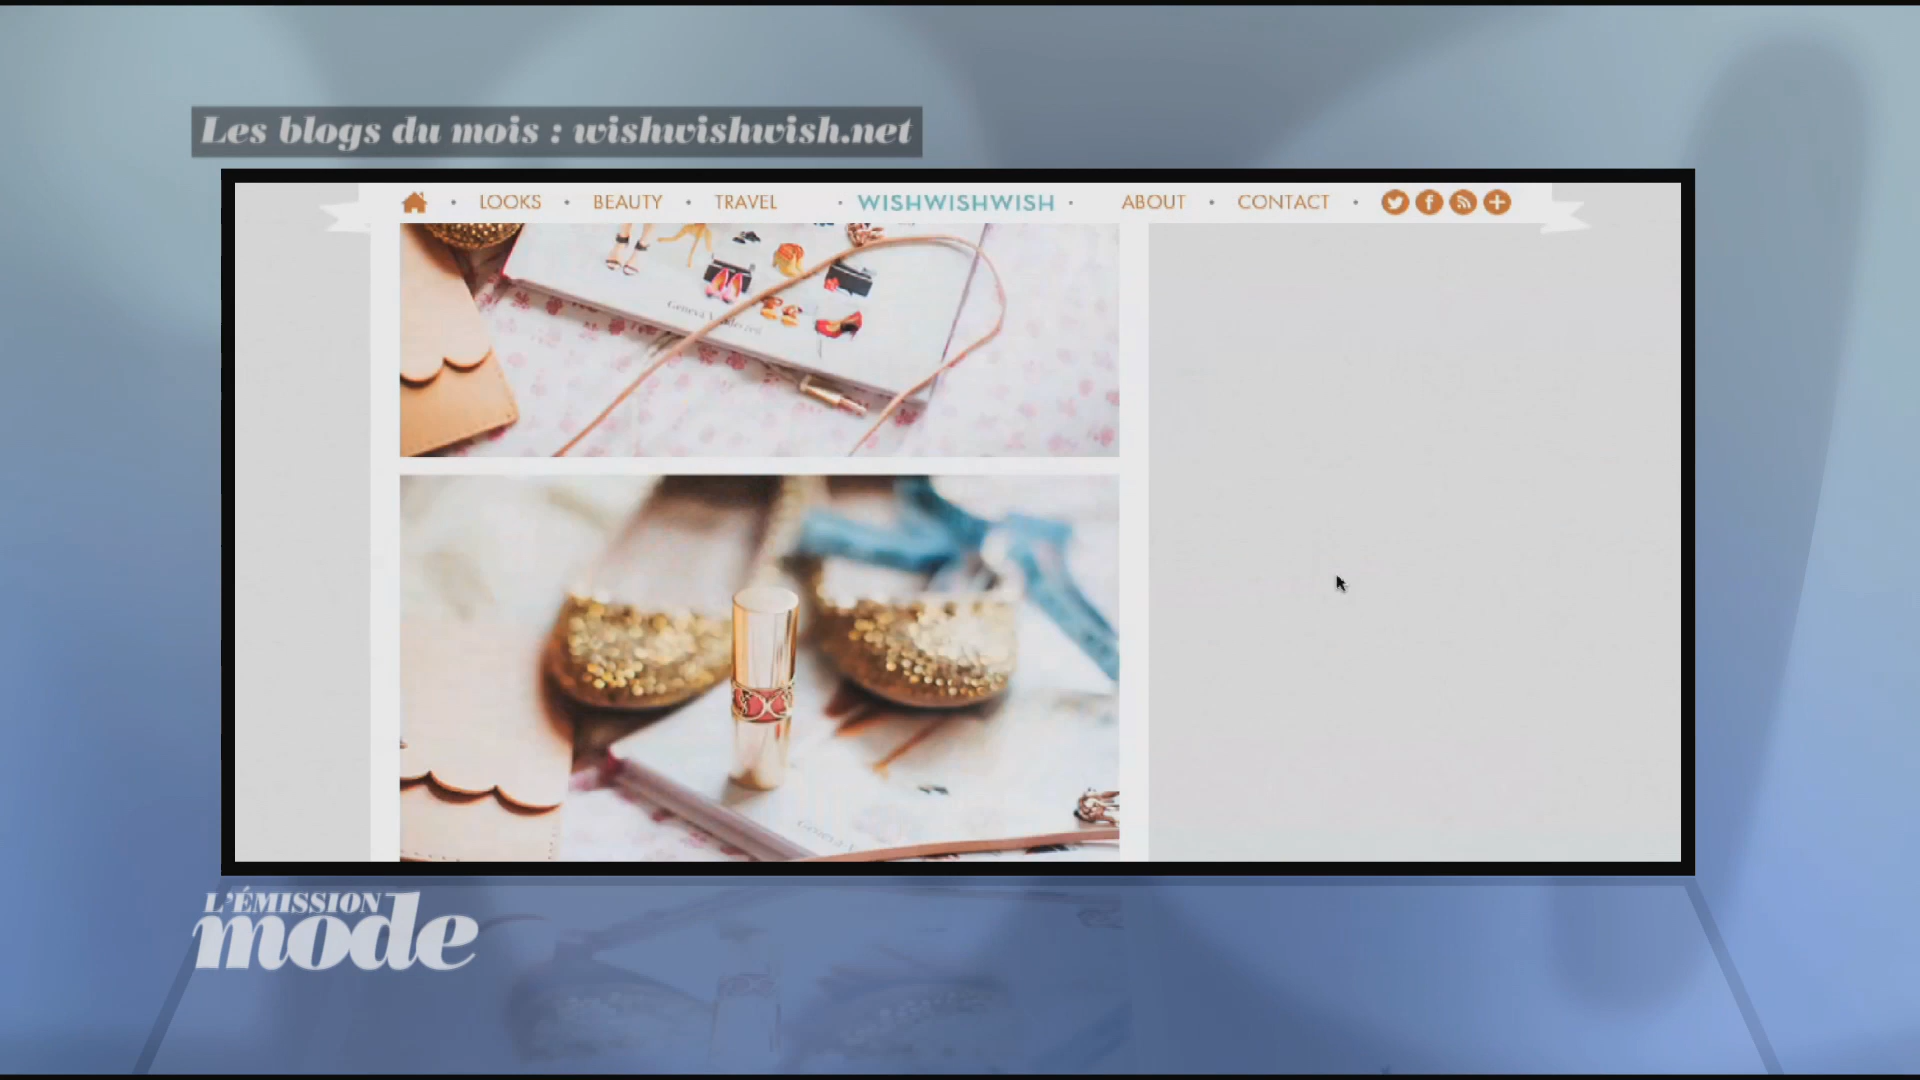 Les blogs du mois : wishwishwish.net
LOOKS • BEAUTY • TRAVEL • WISHWISHWISH • ABOUT • CONTACT •
L'ÉMISSION
mode